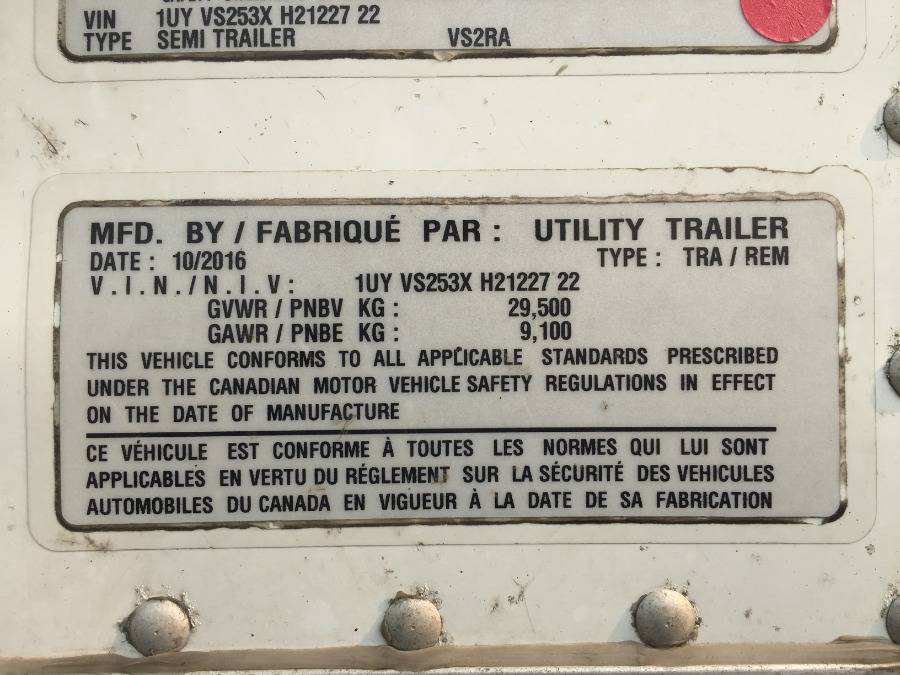 VIN 1UY VS253X H21227 22
TYPE SEMI TRAILER VS2RA
MFD. BY / FABRIQUÉ PAR : UTILITY TRAILER
DATE : 10/2016 TYPE : TRA / REM
V.I.N./N.I.V: 1UY VS253X H21227 22
GVWR / PNBV KG : 29,500
GAWR / PNBE KG : 9,100
THIS VEHICLE CONFORMS TO ALL APPLICABLE STANDARDS PRESCRIBED
UNDER THE CANADIAN MOTOR VEHICLE SAFETY REGULATIONS IN EFFECT
ON THE DATE OF MANUFACTURE
CE VÉHICULE EST CONFORME À TOUTES LES NORMES QUI LUI SONT
APPLICABLES EN VERTU DU RÉGLEMENT SUR LA SÉCURITÉ DES VEHICULES
AUTOMOBILES DU CANADA EN VIGUEUR À LA DATE DE SA FABRICATION